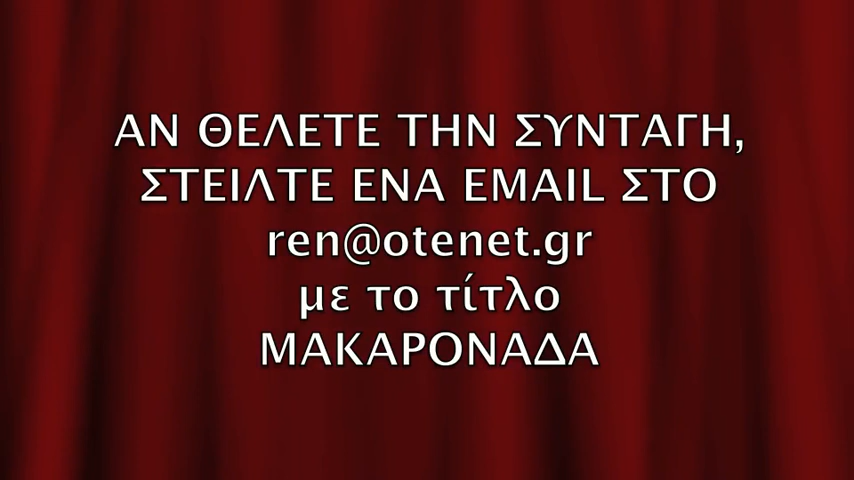 ΑΝ ΘΕΛΕΤΕ ΤΗΝ ΣΥΝΤΑΓΗ,
ΣΤΕΙΛΤΕ ΕΝΑ EMAIL ΣΤΟ
ren@otenet.gr
με το τίτλο
ΜΑΚΑΡΟΝΑΔΑ